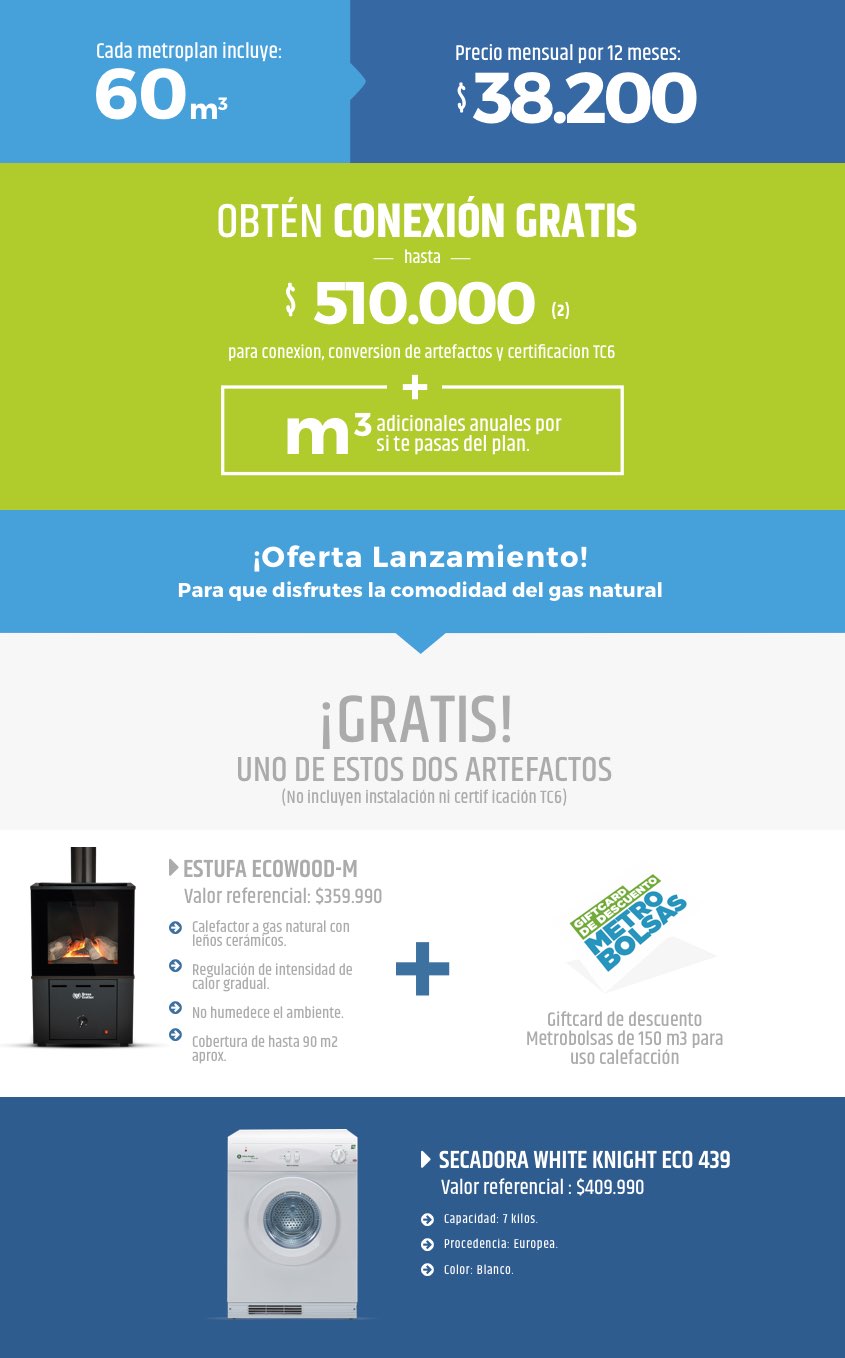 Cada metroplan incluye:
60 m³
Precio mensual por 12 meses:
$ 38.200
OBTÉN CONEXIÓN GRATIS
hasta
$ 510.000 (2)
para conexion, conversion de artefactos y certificacion TC6
+
m³ adicionales anuales por
si te pasas del plan.
¡Oferta Lanzamiento!
Para que disfrutes la comodidad del gas natural
¡GRATIS!
UNO DE ESTOS DOS ARTEFACTOS
(No incluyen instalación ni certif icación TC6)
ESTUFA ECOWOOD-M
Valor referencial: $359.990
Calefactor a gas natural con
leños cerámicos.
Regulación de intensidad de
calor gradual.
No humedece el ambiente.
Cobertura de hasta 90 m2
aprox.
+
GIFTCARD
DE DESCUENTO
METRO
BOLSAS
Giftcard de descuento
Metrobolsas de 150 m3 para
uso calefacción
SECADORA WHITE KNIGHT ECO 439
Valor referencial : $409.990
Capacidad: 7 kilos.
Procedencia: Europea.
Color: Blanco.